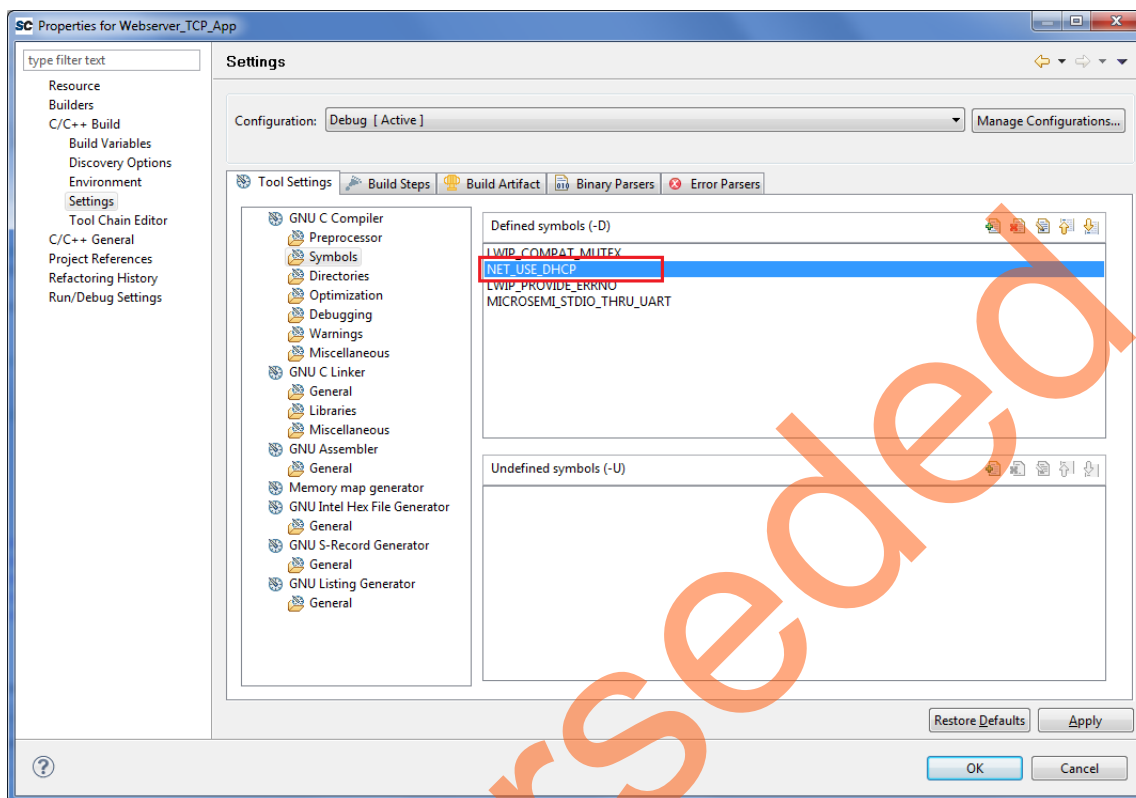 SC Properties for Webserver_TCP_App
type filter text
Resource
Builders
C/C++ Build
Build Variables
Discovery Options
Environment
Settings
Tool Chain Editor
C/C++ General
Project References
Refactoring History
Run/Debug Settings
Settings
Configuration: Debug [ Active ] Manage Configurations...
Tool Settings Build Steps Build Artifact Binary Parsers Error Parsers
GNU C Compiler
Preprocessor
Symbols
Directories
Optimization
Debugging
Warnings
Miscellaneous
GNU C Linker
General
Libraries
Miscellaneous
GNU Assembler
General
Memory map generator
GNU Intel Hex File Generator
General
GNU S-Record Generator
General
GNU Listing Generator
General
Defined symbols (-D)
LWIP_COMPAT_MUTEX
NET_USE_DHCP
LWIP_PROVIDE_ERRNO
MICROSEMI_STDIO_THRU_UART
Undefined symbols (-U)
Restore Defaults Apply
OK Cancel
rseded